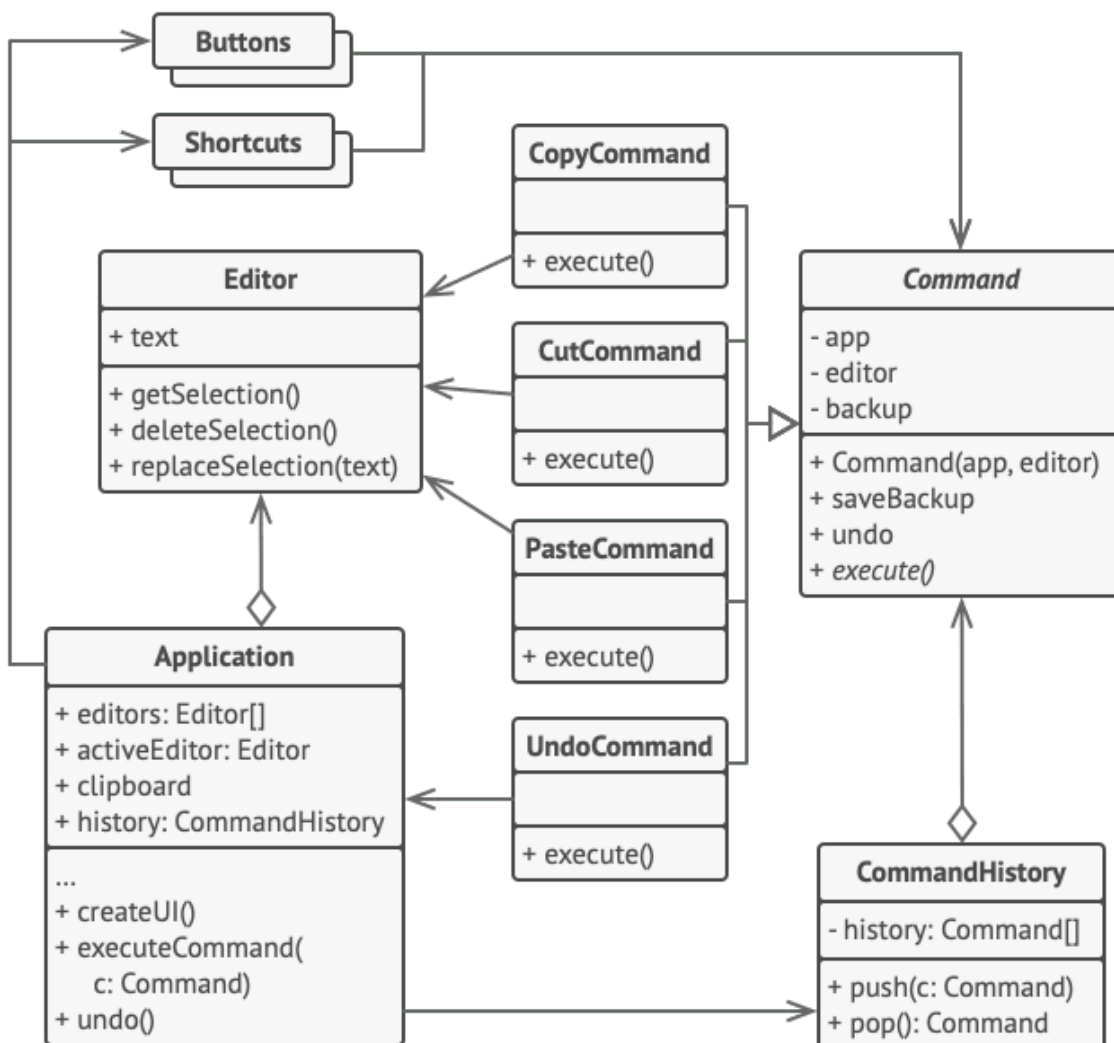 Buttons
Shortcuts
CopyCommand
+ execute()
Editor
+ text
+ getSelection()
+ deleteSelection()
+ replaceSelection(text)
CutCommand
+ execute()
Command
- app
- editor
- backup
+ Command(app, editor)
+ saveBackup
+ undo
+ execute()
PasteCommand
+ execute()
Application
+ editors: Editor[]
+ activeEditor: Editor
+ clipboard
+ history: CommandHistory
...
+ createUI()
+ executeCommand(
c: Command)
+ undo()
UndoCommand
+ execute()
CommandHistory
- history: Command[]
+ push(c: Command)
+ pop(): Command